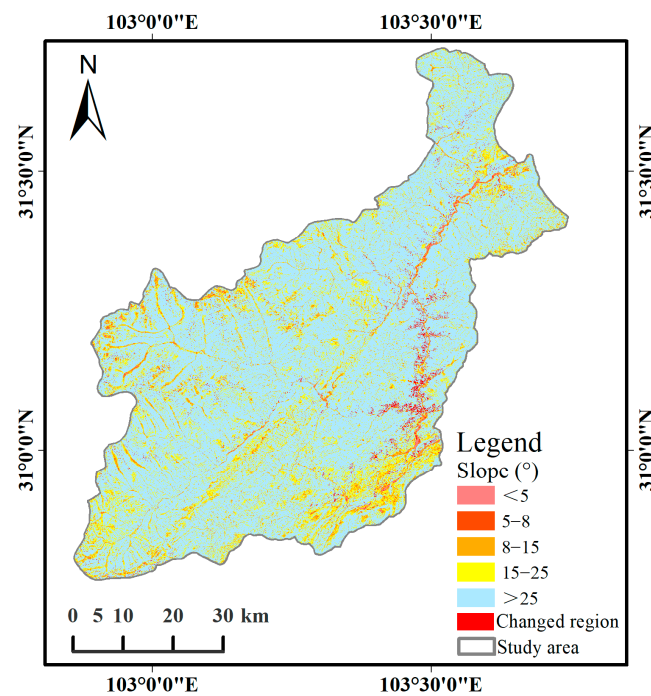 103°0'0"E 103°30'0"E
N
31°30'0"N 31°30'0"N
31°0'0"N 31°0'0"N
Legend
Slope (°)
<5
5–8
8–15
15–25
>25
Changed region
Study area
0 5 10 20 30 km
103°0'0"E 103°30'0"E